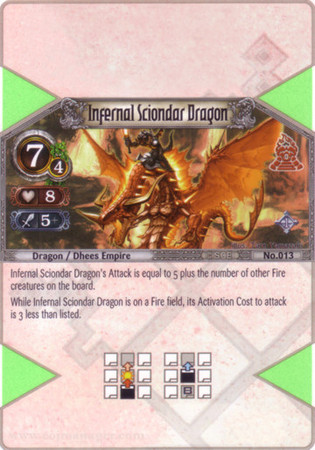 Infernal Sciondar Dragon
7
4
8
5+
Dragon / Dhees Empire
No.013
Infernal Sciondar Dragon's Attack is equal to 5 plus the number of other Fire
creatures on the board.
While Infernal Sciondar Dragon is on a Fire field, its Activation Cost to attack
is 3 less than listed.